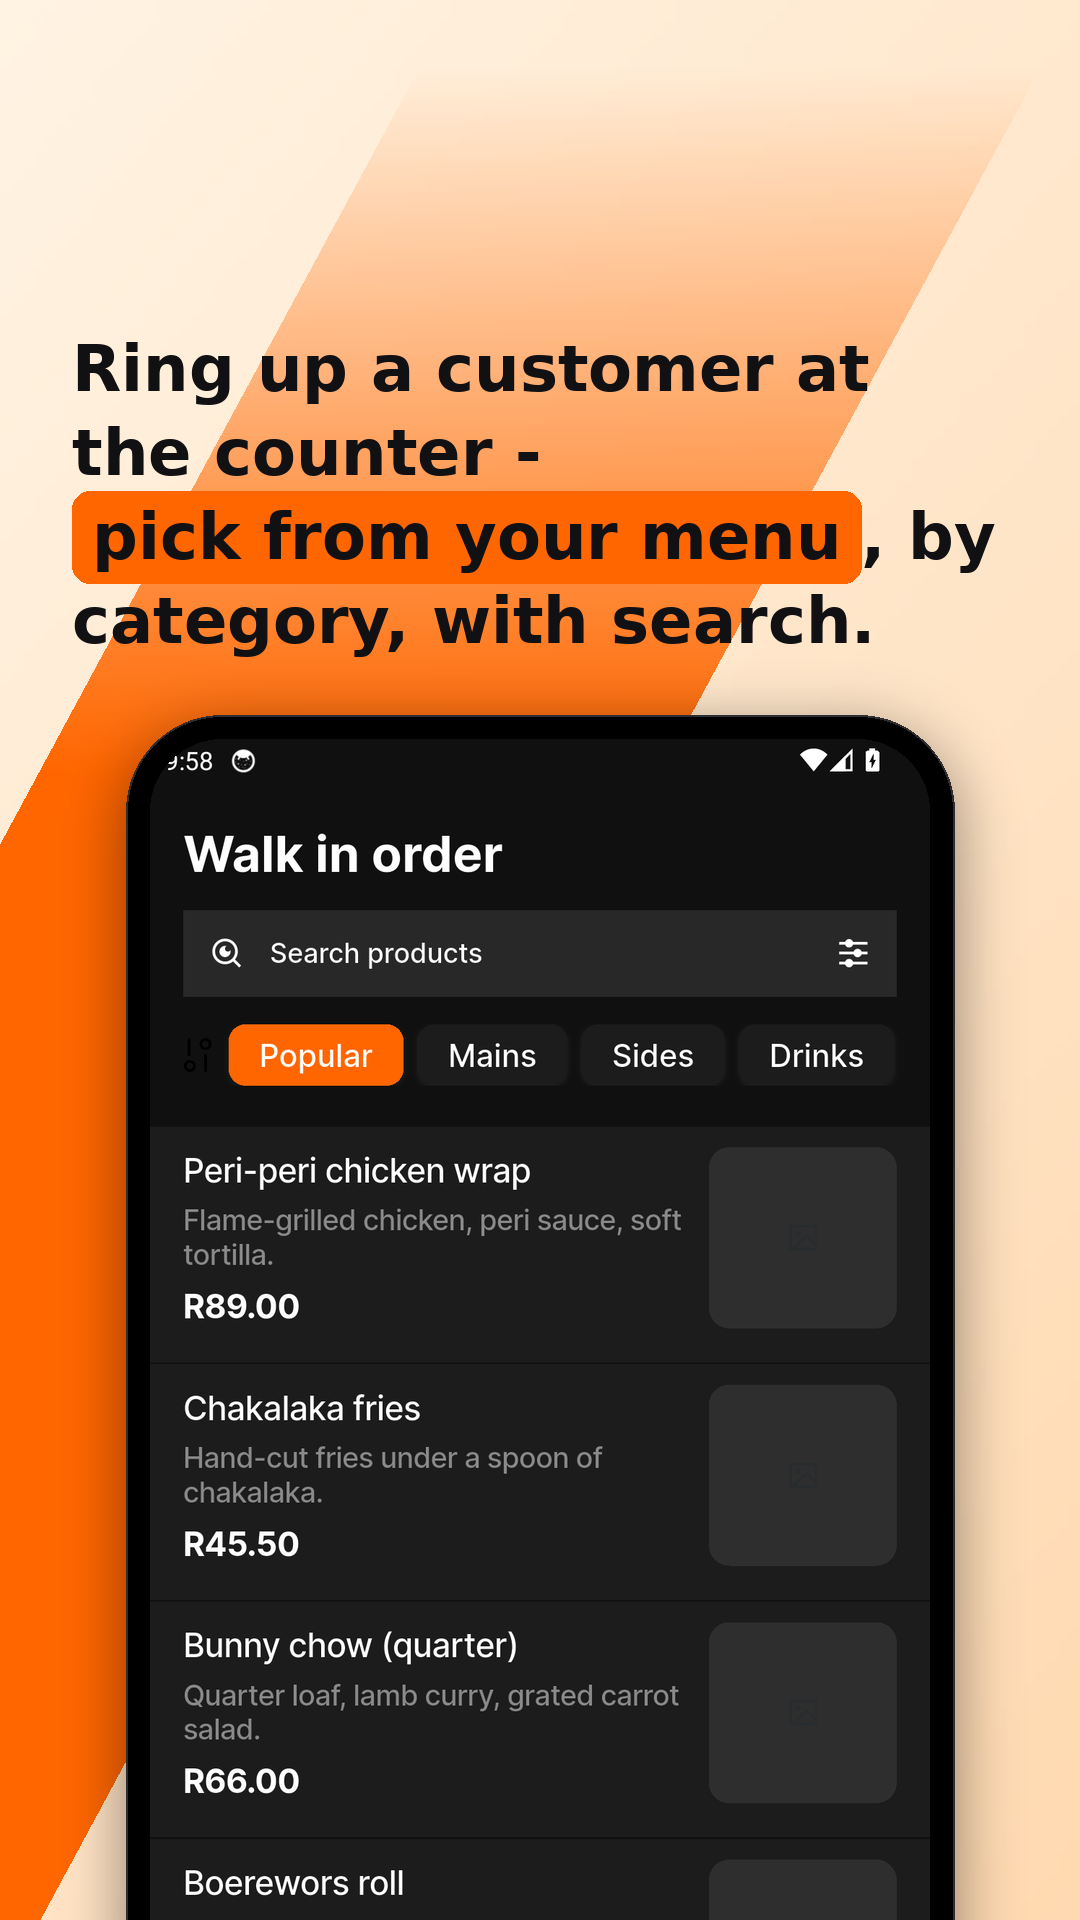 Ring up a customer at
the counter -
pick from your menu, by
category, with search.
9:58
Walk in order
Search products
Popular Mains Sides Drinks
Peri-peri chicken wrap
Flame-grilled chicken, peri sauce, soft
tortilla.
R89.00
Chakalaka fries
Hand-cut fries under a spoon of
chakalaka.
R45.50
Bunny chow (quarter)
Quarter loaf, lamb curry, grated carrot
salad.
R66.00
Boerewors roll